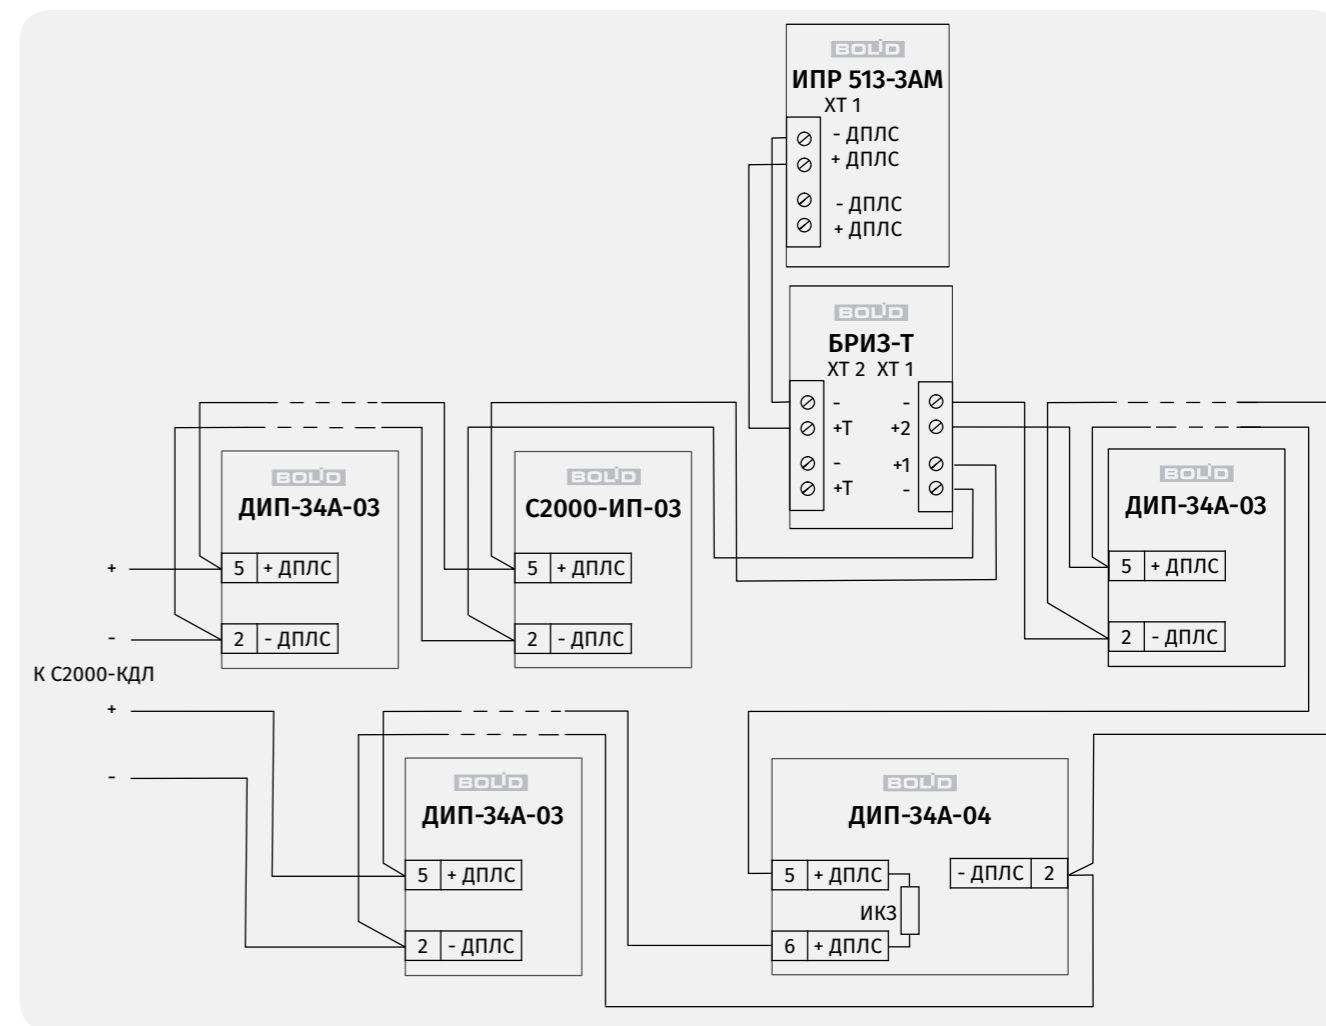 BOLID
ИПР 513-3АМ
XT 1
- ДПЛС
+ ДПЛС
- ДПЛС
+ ДПЛС
BOLID
БРИЗ-Т
XT 2 XT 1
- -
+T +2
- +1
+T -
BOLID
ДИП-34А-03
5 + ДПЛС
2 - ДПЛС
BOLID
С2000-ИП-03
5 + ДПЛС
2 - ДПЛС
BOLID
ДИП-34А-03
5 + ДПЛС
2 - ДПЛС
+
-
К С2000-КДЛ
+
-
BOLID
ДИП-34А-03
5 + ДПЛС
2 - ДПЛС
BOLID
ДИП-34А-04
5 + ДПЛС
- ДПЛС 2
ИКЗ
6 + ДПЛС